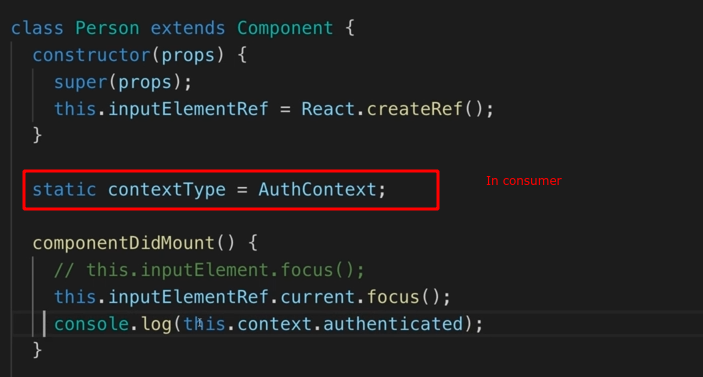 class Person extends Component {
constructor(props) {
super(props);
this.inputElementRef = React.createRef();
}
static contextType = AuthContext;
In consumer
componentDidMount() {
// this.inputElement.focus();
this.inputElementRef.current.focus();
console.log(this.context.authenticated);
}